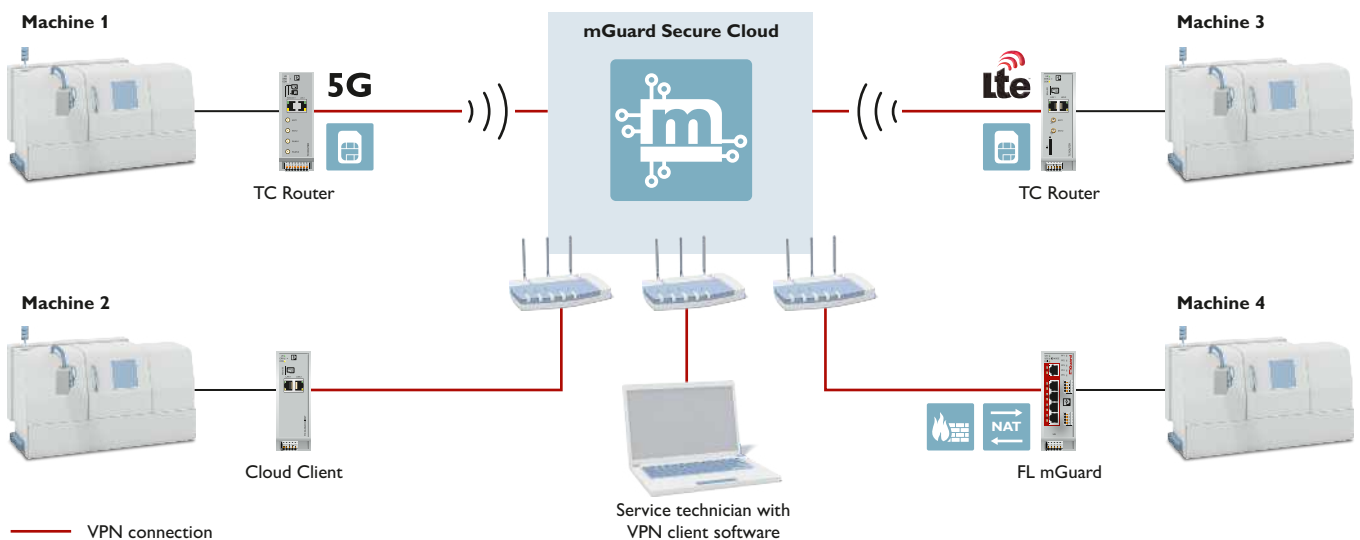 Machine 1
mGuard Secure Cloud
Machine 3
5G
lte
m
TC Router
TC Router
Machine 2
Machine 4
NAT
Cloud Client
FL mGuard
Service technician with
VPN client software
VPN connection